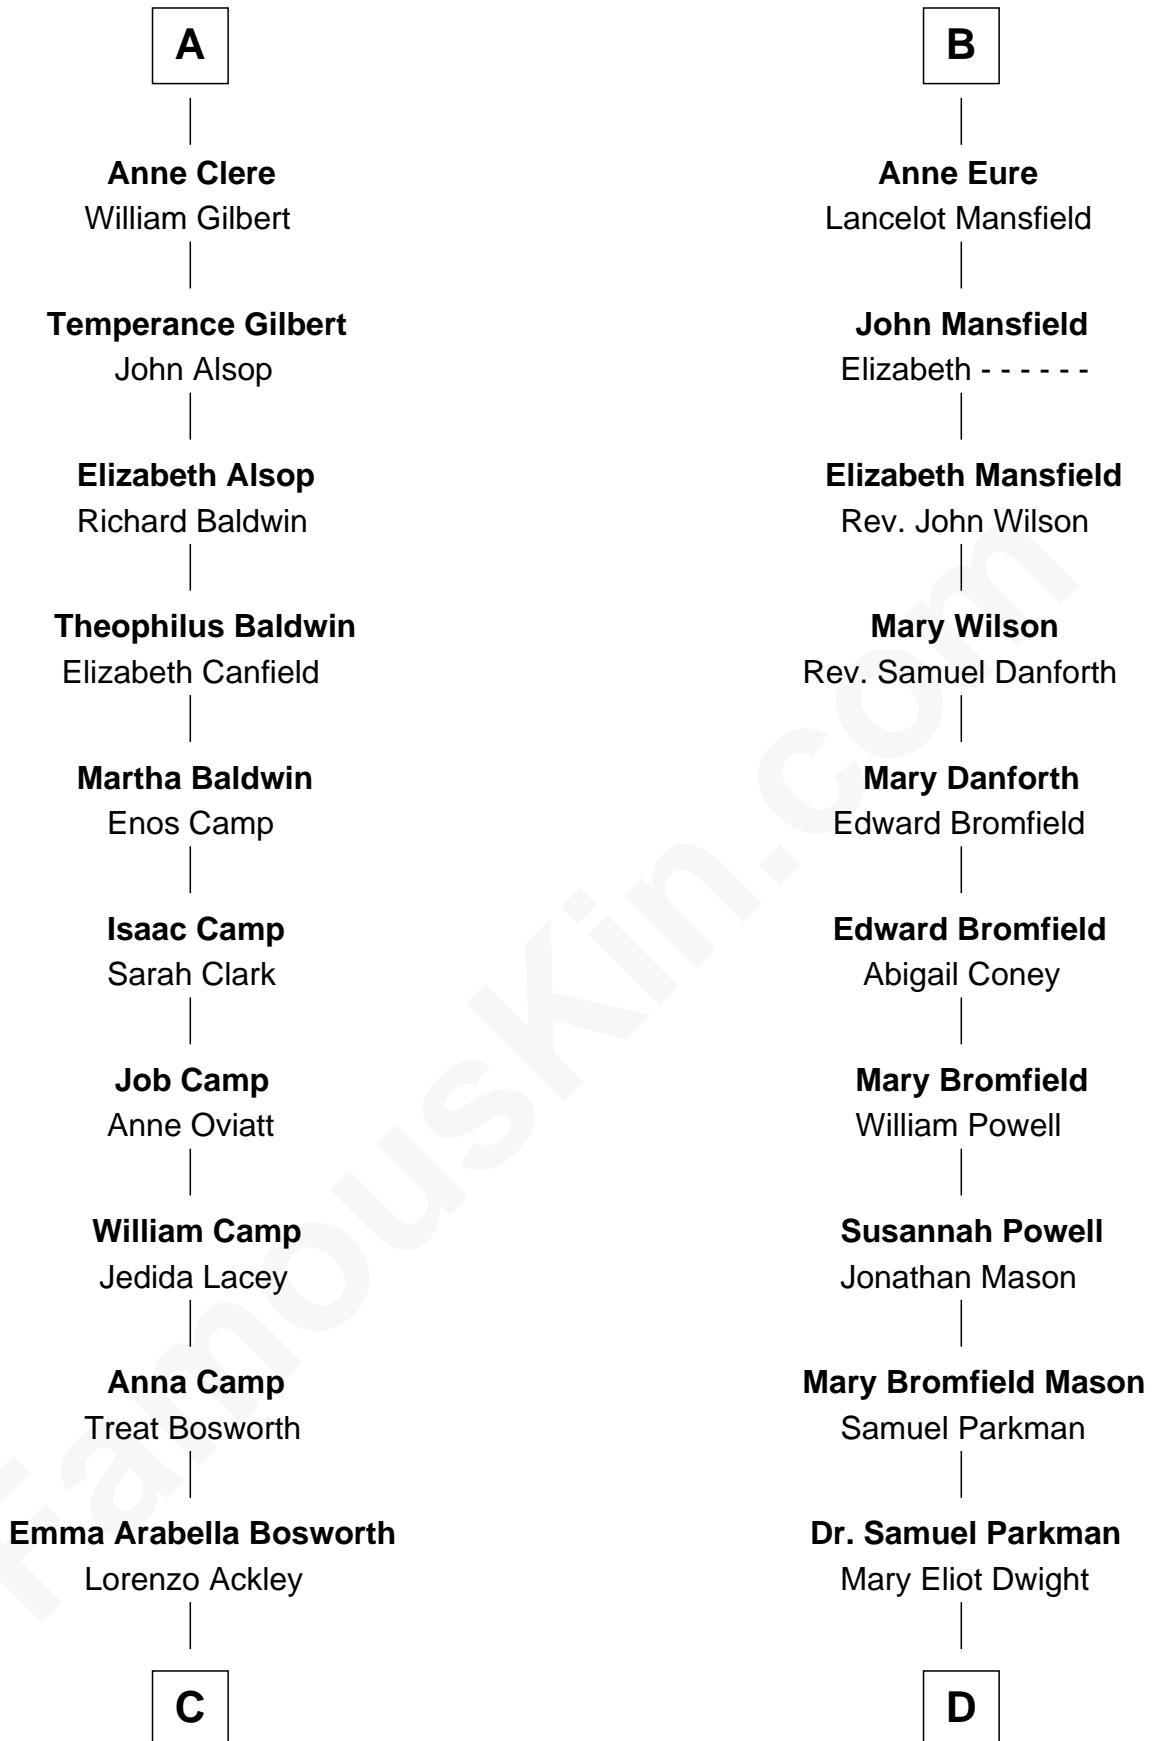 A
Anne Clere
William Gilbert
Temperance Gilbert
John Alsop
Elizabeth Alsop
Richard Baldwin
Theophilus Baldwin
Elizabeth Canfield
Martha Baldwin
Enos Camp
Isaac Camp
Sarah Clark
Job Camp
Anne Oviatt
William Camp
Jedida Lacey
Anna Camp
Treat Bosworth
Emma Arabella Bosworth
Lorenzo Ackley
C
B
Anne Eure
Lancelot Mansfield
John Mansfield
Elizabeth - - - - - -
Elizabeth Mansfield
Rev. John Wilson
Mary Wilson
Rev. Samuel Danforth
Mary Danforth
Edward Bromfield
Edward Bromfield
Abigail Coney
Mary Bromfield
William Powell
Susannah Powell
Jonathan Mason
Mary Bromfield Mason
Samuel Parkman
Dr. Samuel Parkman
Mary Eliot Dwight
D
FamousKin.com